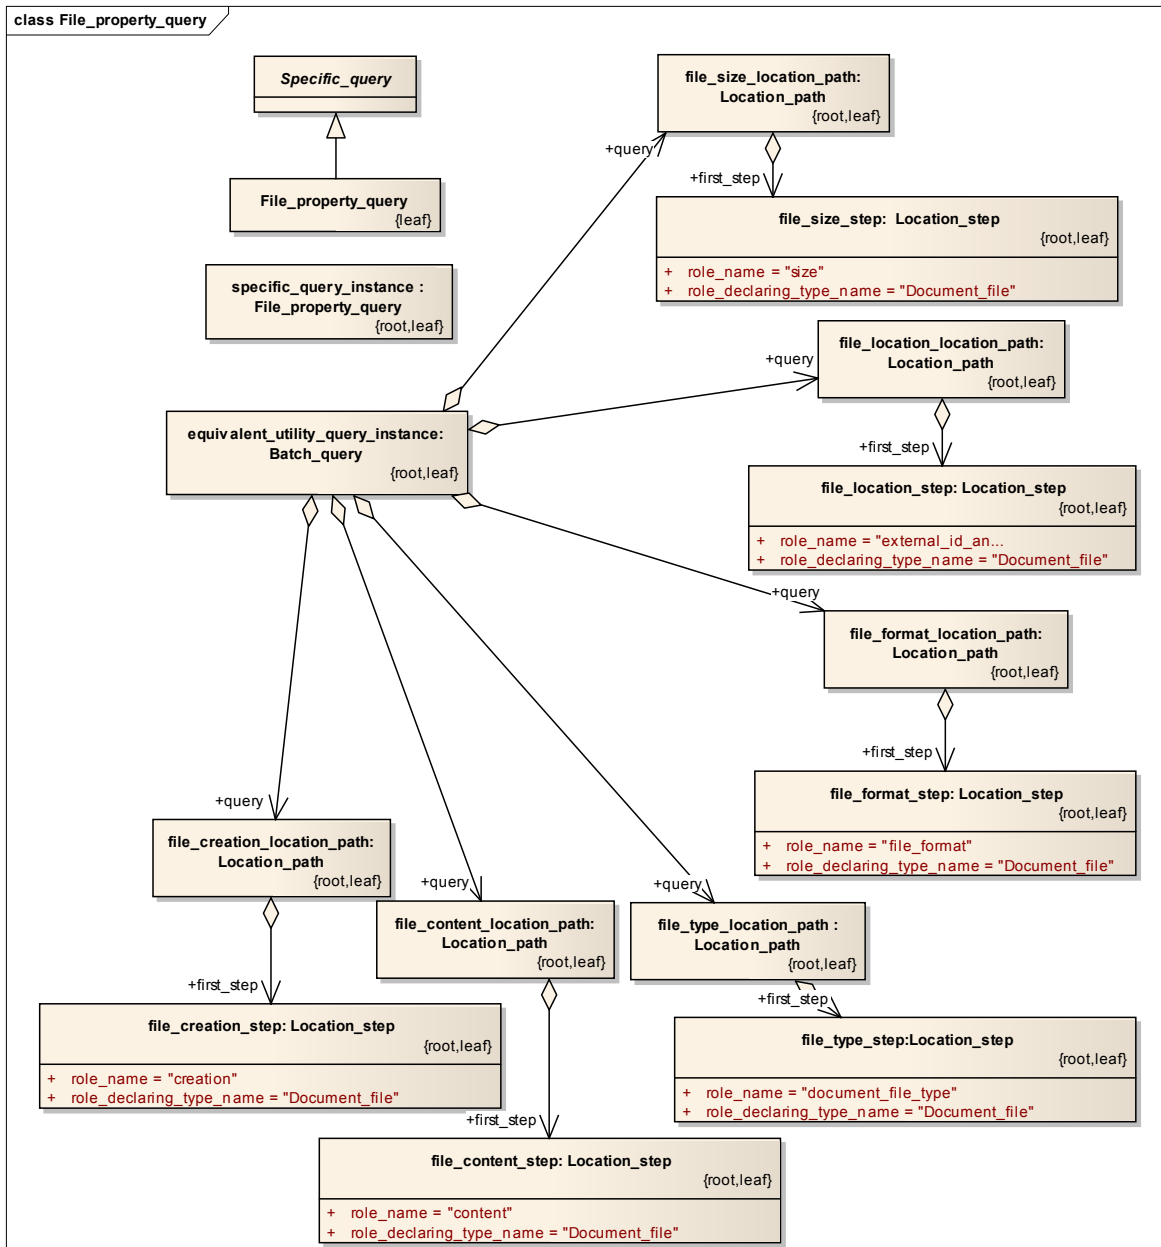 class File_property_query
Specific_query
File_property_query
{leaf}
specific_query_instance :
File_property_query
{root,leaf}
file_size_location_path:
Location_path
{root,leaf}
+query
+first_step
file_size_step:  Location_step
{root,leaf}
+ role_name = "size"
+ role_declaring_type_name = "Document_file"
file_location_location_path:
Location_path
{root,leaf}
+query
+first_step
equivalent_utility_query_instance:
Batch_query
{root,leaf}
file_location_step: Location_step
{root,leaf}
+ role_name = "external_id_an...
+ role_declaring_type_name = "Document_file"
+query
file_format_location_path:
Location_path
{root,leaf}
+first_step
file_format_step: Location_step
{root,leaf}
+ role_name = "file_format"
+ role_declaring_type_name = "Document_file"
+query
file_creation_location_path:
Location_path
{root,leaf}
+query
file_content_location_path:
Location_path
{root,leaf}
+query
file_type_location_path :
Location_path
{root,leaf}
+first_step
file_creation_step: Location_step
{root,leaf}
+ role_name = "creation"
+ role_declaring_type_name = "Document_file"
+first_step
file_type_step:Location_step
{root,leaf}
+ role_name = "document_file_type"
+ role_declaring_type_name = "Document_file"
+first_step
file_content_step: Location_step
{root,leaf}
+ role_name = "content"
+ role_declaring_type_name = "Document_file"